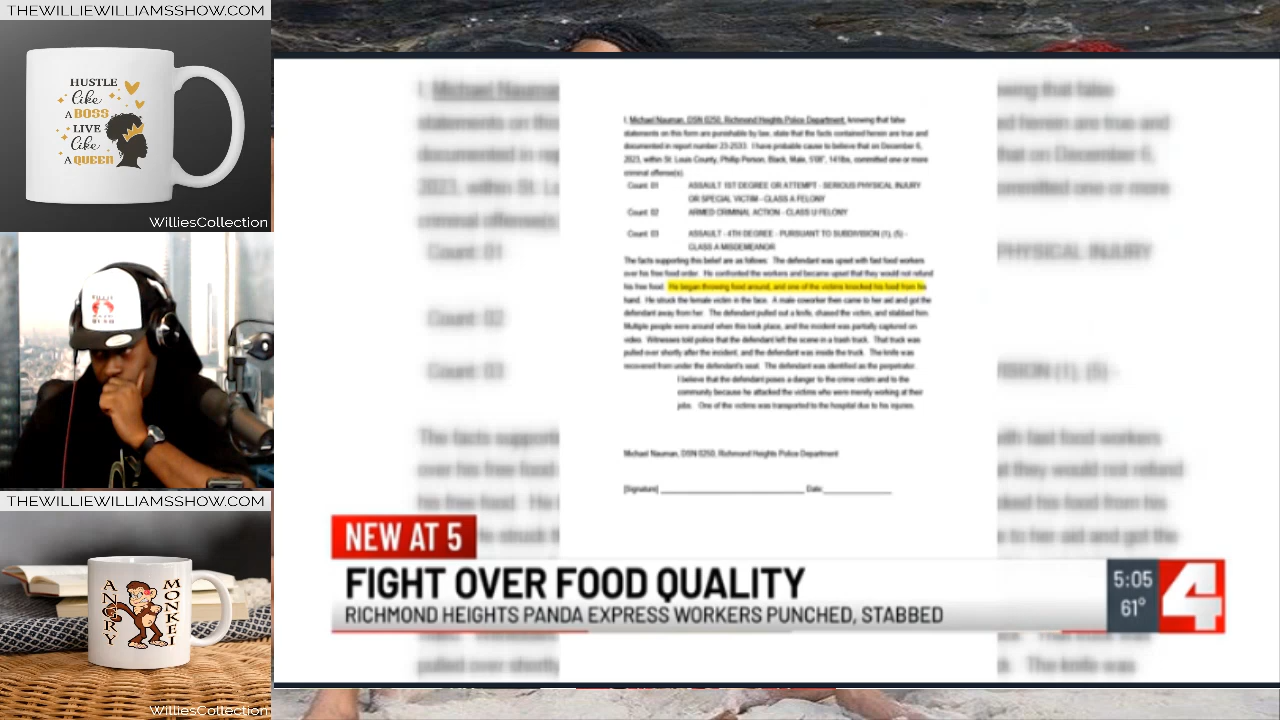 THEWILLIEWILLIAMSSHOW.COM
HUSTLE
Like
A BOSS
LIVE
Like
A QUEEN
WilliesCollection
THEWILLIEWILLIAMSSHOW.COM
ANGRY
MONKEI
WilliesCollection
I, Michael Nauman, DSN 0250, Richmond Heights Police Department, knowing that false
statements on this form are punishable by law, state that the facts contained herein are true and
documented in report number 23-2533. I have probable cause to believe that on December 6,
2023, within St. Louis County, Phillip Person, Black, Male, 5'08", 141lbs, committed one or more
criminal offense(s).
Count: 01 ASSAULT 1ST DEGREE OR ATTEMPT - SERIOUS PHYSICAL INJURY
OR SPECIAL VICTIM - CLASS A FELONY
Count: 02 ARMED CRIMINAL ACTION - CLASS U FELONY
Count: 03 ASSAULT - 4TH DEGREE - PURSUANT TO SUBDIVISION (1), (5) -
CLASS A MISDEMEANOR
The facts supporting this belief are as follows: The defendant was upset with fast food workers
over his free food order. He confronted the workers and became upset that they would not refund
his free food. He began throwing food around, and one of the victims knocked his food from his
hand. He struck the female victim in the face. A male coworker then came to her aid and got the
defendant away from her. The defendant pulled out a knife, chased the victim, and stabbed him.
Multiple people were around when this took place, and the incident was partially captured on
video. Witnesses told police that the defendant left the scene in a trash truck. That truck was
pulled over shortly after the incident, and the defendant was inside the truck. The knife was
recovered from under the defendant's seat. The defendant was identified as the perpetrator.
I believe that the defendant poses a danger to the crime victim and to the
community because he attacked the victims who were merely working at their
jobs. One of the victims was transported to the hospital due to his injuries.
Michael Nauman, DSN 0250, Richmond Heights Police Department
(Signature) Date:
NEW AT 5
FIGHT OVER FOOD QUALITY
RICHMOND HEIGHTS PANDA EXPRESS WORKERS PUNCHED, STABBED
5:05
61°
4